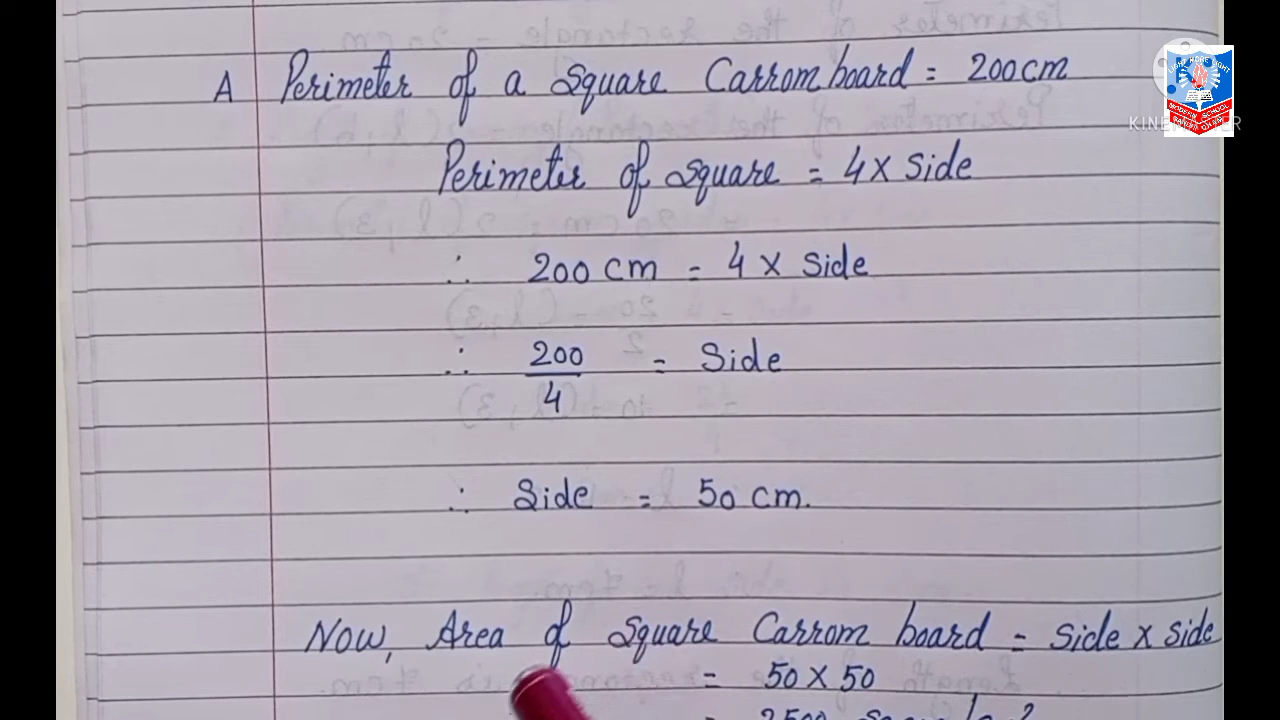 A Perimeter of a Square Carrom board = 200cm
Perimeter of square = 4 x side
∴ 200 cm = 4 x side
∴ 200/4 = Side
∴ Side = 50 cm.
Now, Area of Square Carrom board = side x side
= 50 x 50